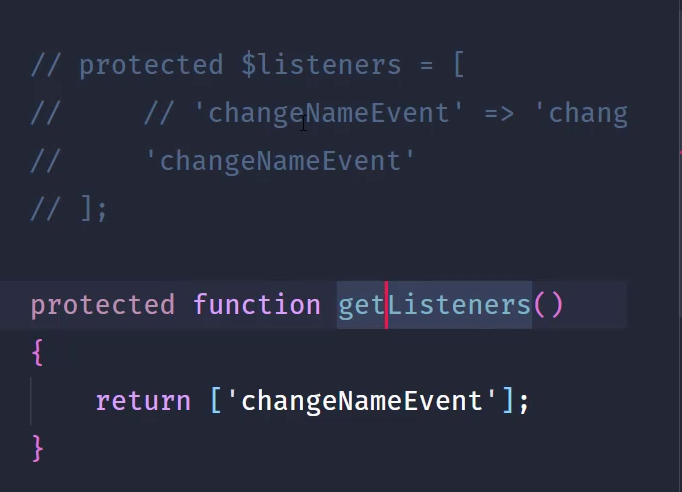 // protected $listeners = [
//     // 'changeNameEvent' => 'chang
//     'changeNameEvent'
// ];
protected function getListeners()
{
    return ['changeNameEvent'];
}